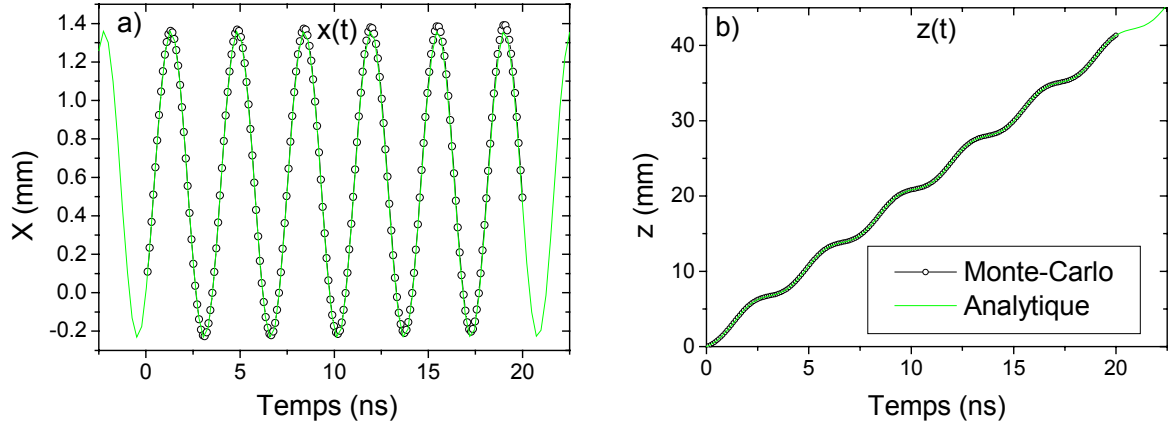 a)
x(t)
1.4
1.2
1.0
0.8
0.6
0.4
0.2
0.0
-0.2
X (mm)
0 5 10 15 20
Temps (ns)
b)
z(t)
40
30
20
10
0
z (mm)
Monte-Carlo
Analytique
0 5 10 15 20
Temps (ns)